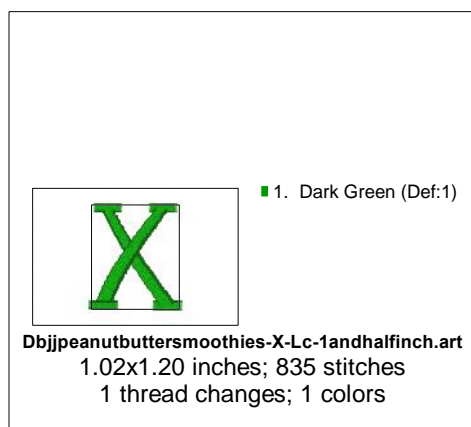 1. Dark Green (Def:1)
X
Dbjjpeanutbuttersmoothies-X-Lc-1andhalfinch.art
1.02x1.20 inches; 835 stitches
1 thread changes; 1 colors